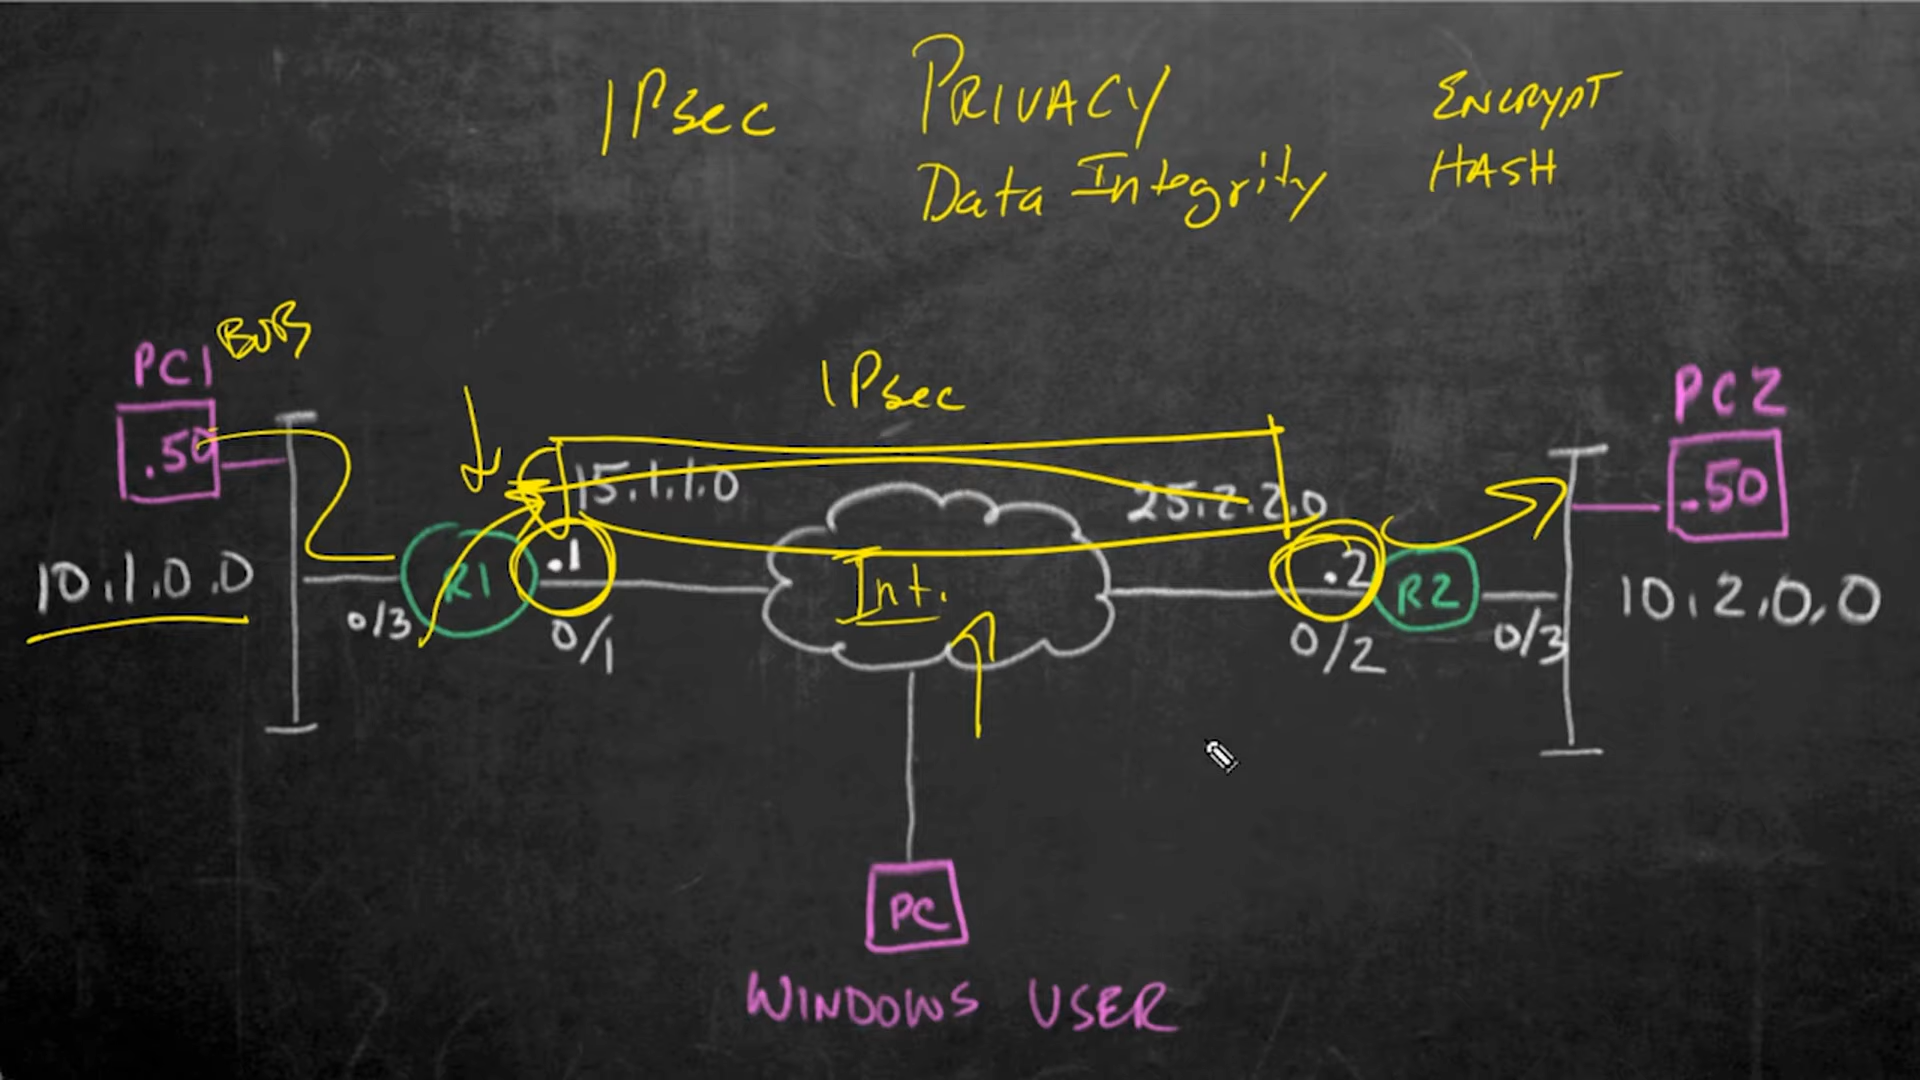 IPsec PRIVACY ENCRYPT
Data Integrity HASH
PC1 BOB
.50
IPsec
PC2
.50
15.1.1.0
25.2.2.0
10.1.0.0
0/3
R1
.1
0/1
Int.
.2
0/2
R2
0/3
10.2.0.0
PC
WINDOWS USER